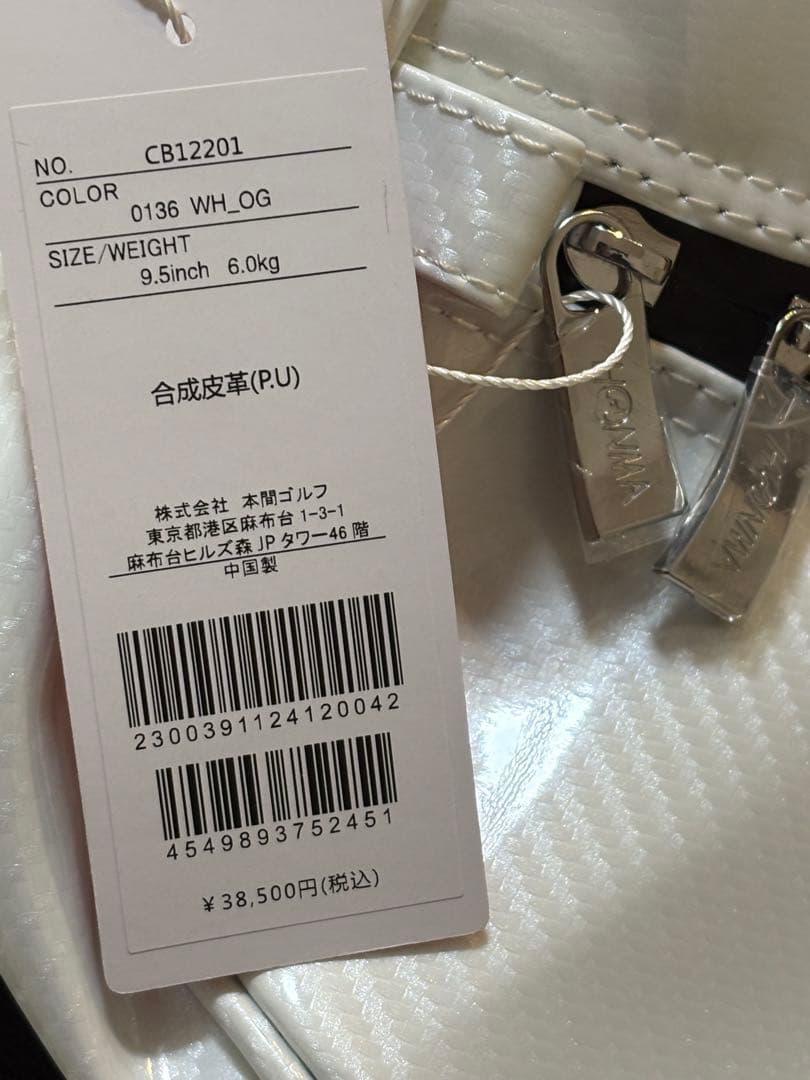 NO. CB12201
COLOR
0136 WH_OG
SIZE/WEIGHT
9.5inch 6.0kg
合成皮革(P.U)
株式会社 本間ゴルフ
東京都港区麻布台 1-3-1
麻布台ヒルズ森 JP タワー46 階
中国製
2300391124120042
4549893752451
¥38,500円(税込)
HONMA
HONMA